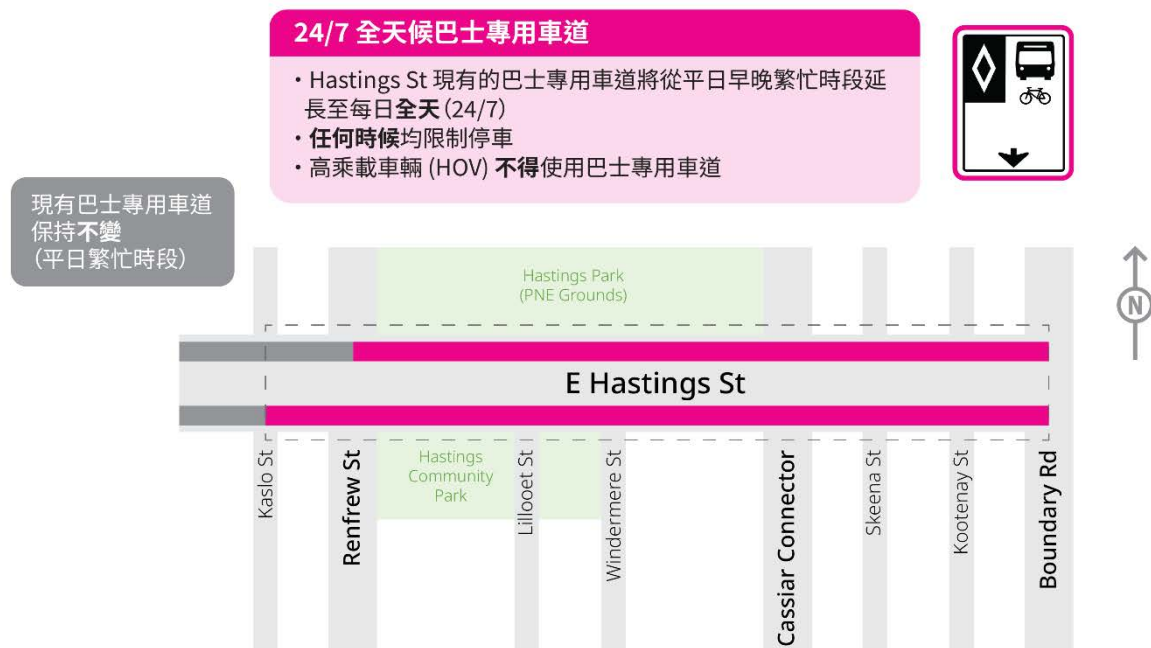 24/7 全天候巴士專用車道
・Hastings St 現有的巴士專用車道將從平日早晚繁忙時段延
長至每日全天 (24/7)
・任何時候均限制停車
・高乘載車輛 (HOV) 不得使用巴士專用車道
現有巴士專用車道
保持不變
(平日繁忙時段)
Hastings Park
(PNE Grounds)
N
E Hastings St
Kaslo St
Renfrew St
Hastings
Community
Park
Lillooet St
Windermere St
Cassiar Connector
Skeena St
Kootenay St
Boundary Rd